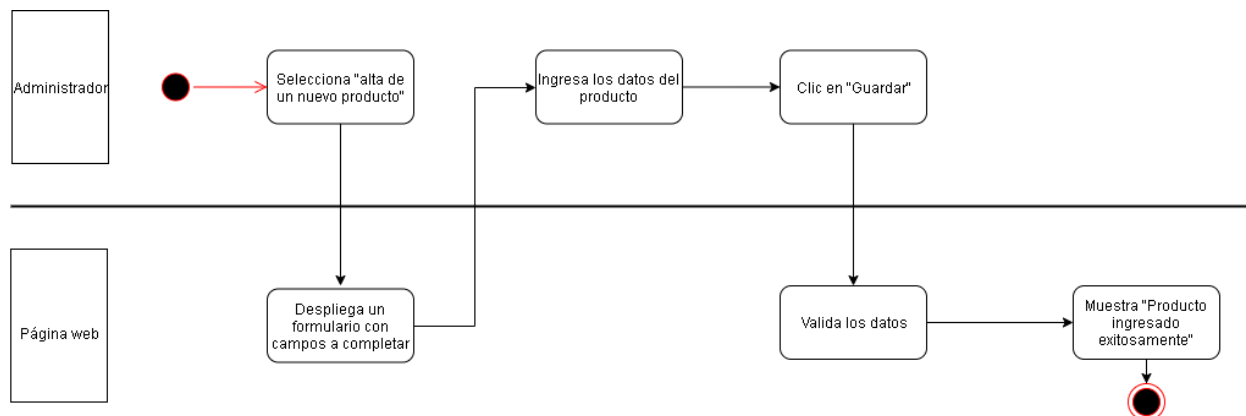 Administrador
Selecciona "alta de
un nuevo producto"
Ingresa los datos del
producto
Clic en "Guardar"
Página web
Despliega un
formulario con
campos a completar
Valida los datos
Muestra "Producto
ingresado
exitosamente"